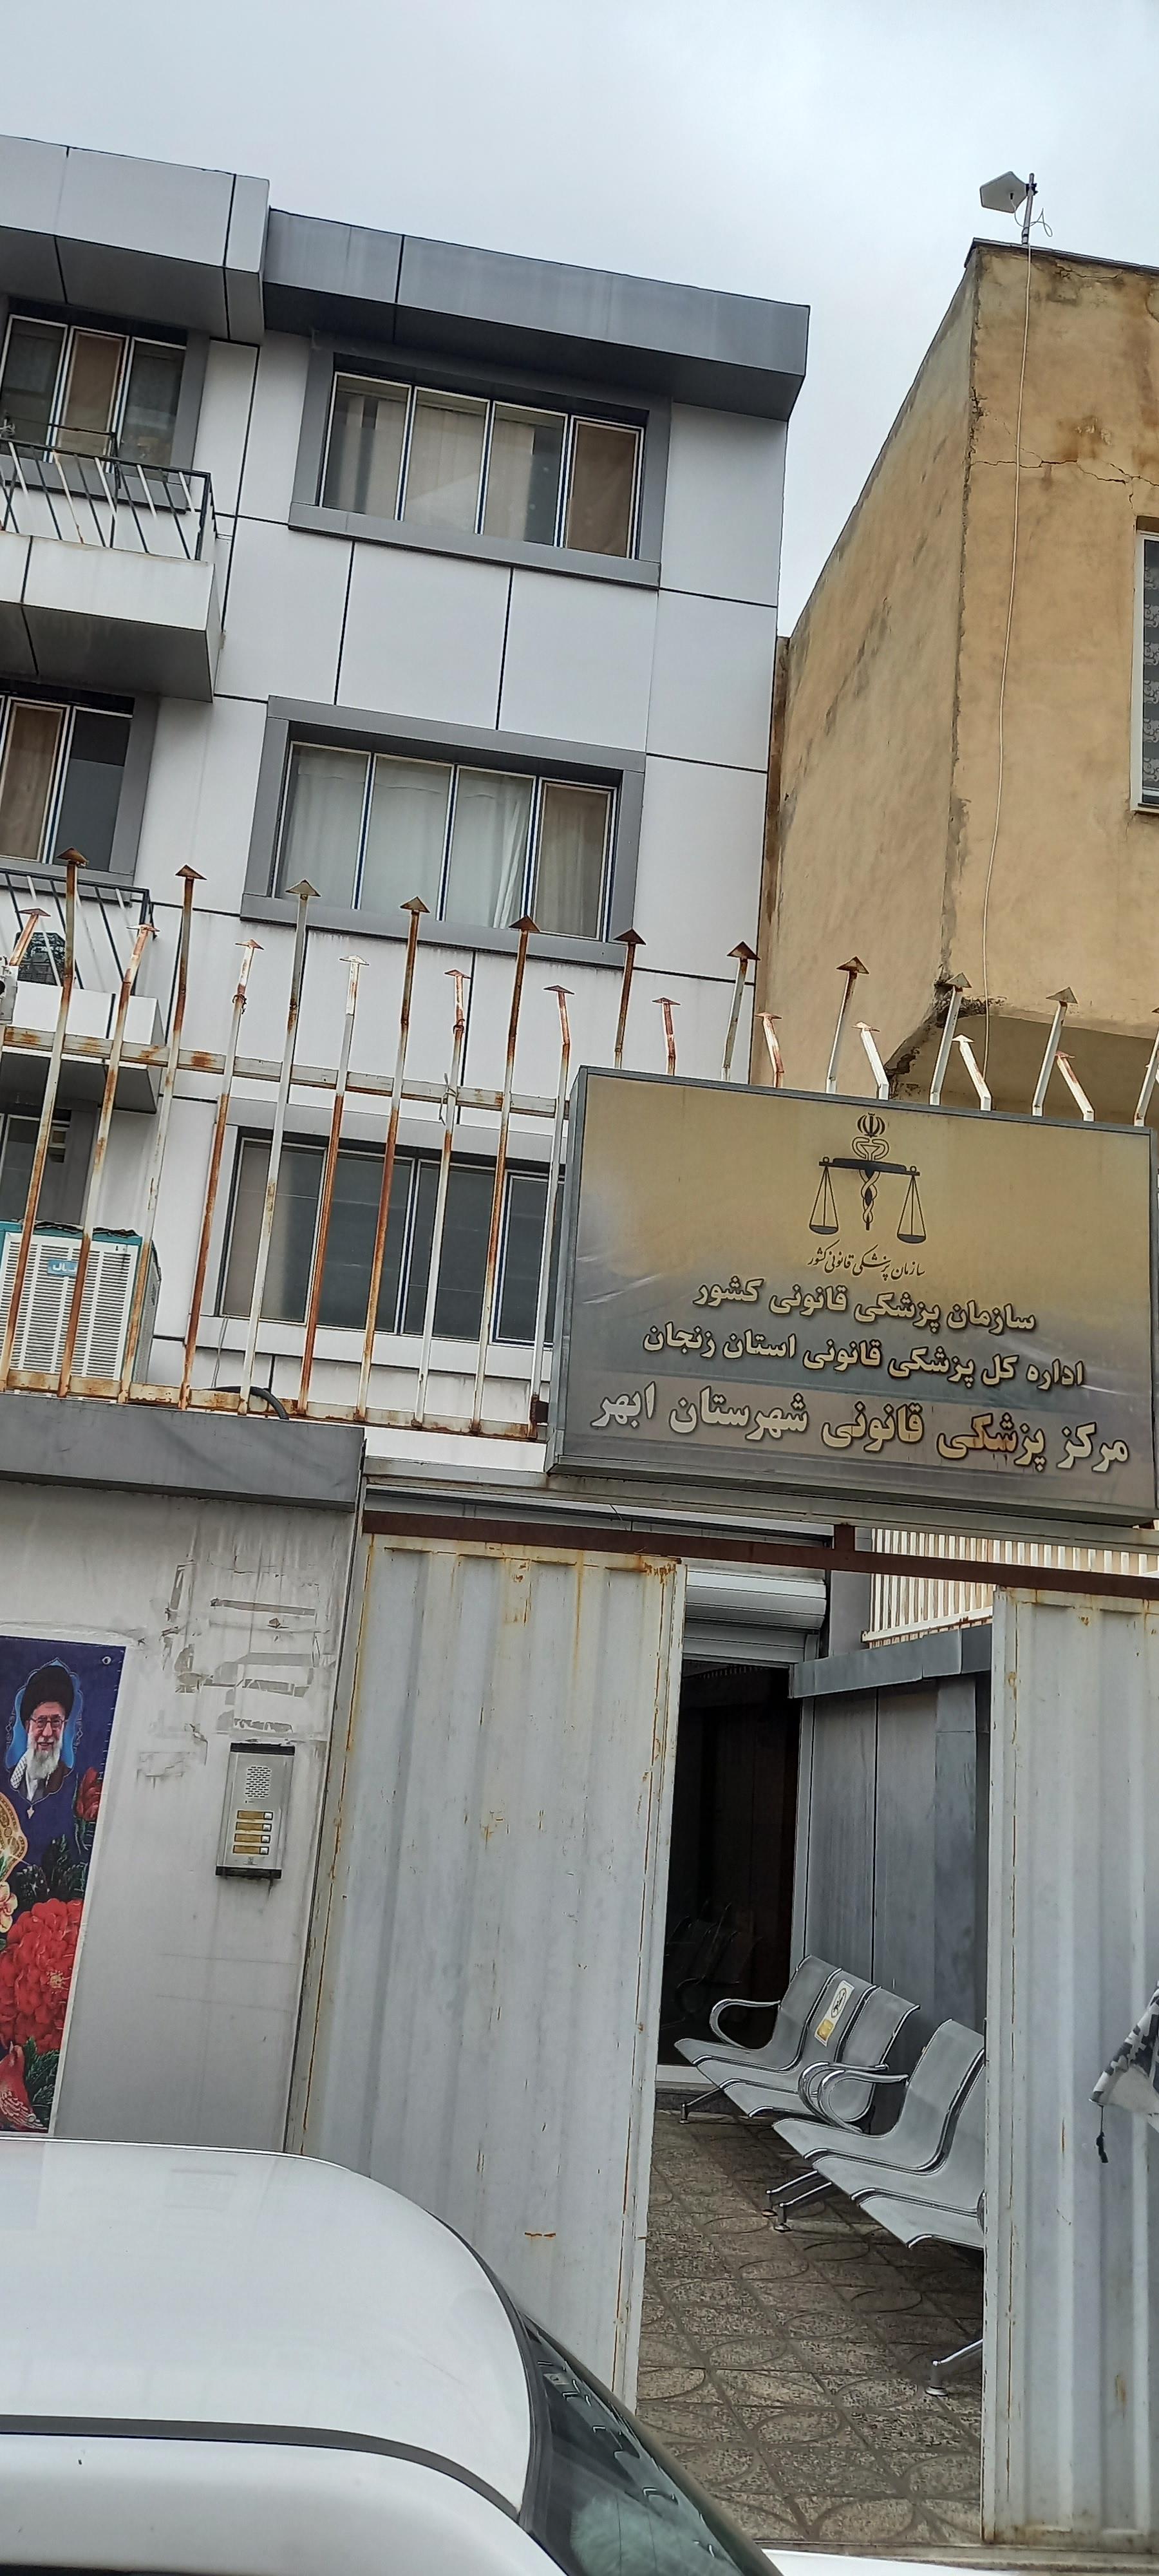 سازمان پزشکی قانونی کشور
سازمان پزشکی قانونی کشور
اداره کل پزشکی قانونی استان زنجان
مرکز پزشکی قانونی شهرستان ابهر